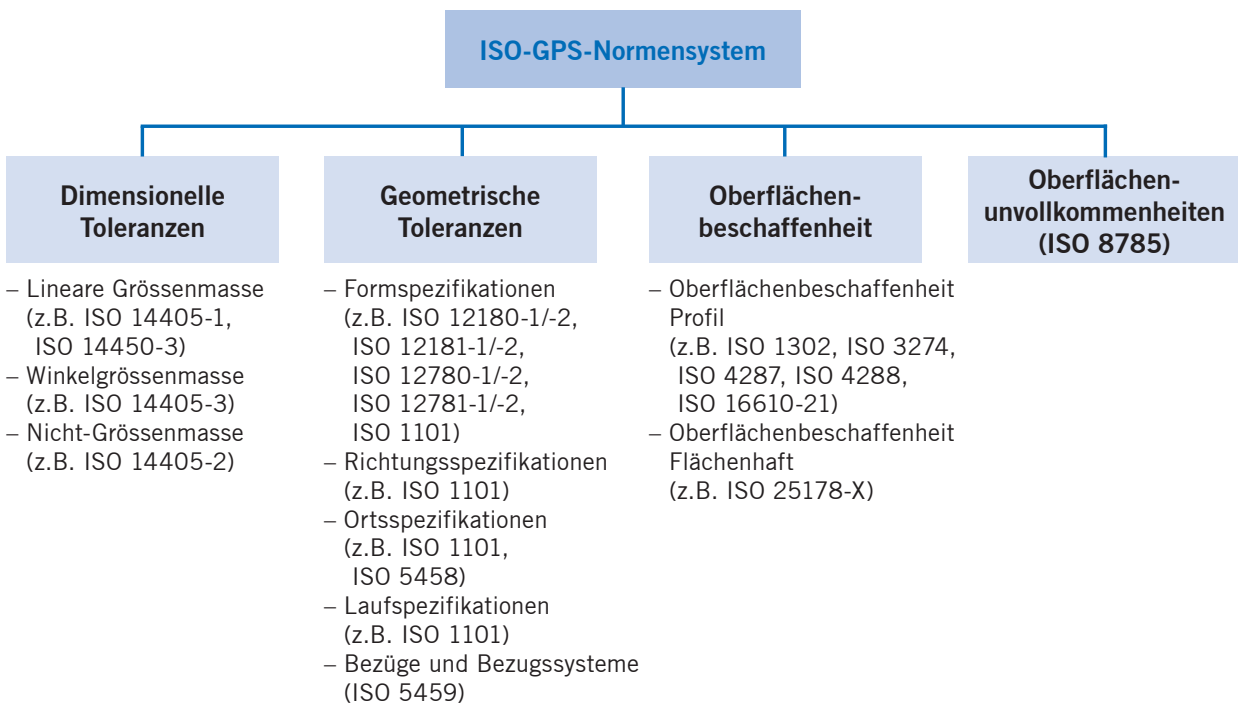 ISO-GPS-Normensystem
Dimensionelle
Toleranzen
– Lineare Grössenmasse
(z.B. ISO 14405-1,
ISO 14450-3)
– Winkelgrössenmasse
(z.B. ISO 14405-3)
– Nicht-Grössenmasse
(z.B. ISO 14405-2)
Geometrische
Toleranzen
– Formspezifikationen
(z.B. ISO 12180-1/-2,
ISO 12181-1/-2,
ISO 12780-1/-2,
ISO 12781-1/-2,
ISO 1101)
– Richtungsspezifikationen
(z.B. ISO 1101)
– Ortsspezifikationen
(z.B. ISO 1101,
ISO 5458)
– Laufspezifikationen
(z.B. ISO 1101)
– Bezüge und Bezugssysteme
(ISO 5459)
Oberflächen-
beschaffenheit
– Oberflächenbeschaffenheit
Profil
(z.B. ISO 1302, ISO 3274,
ISO 4287, ISO 4288,
ISO 16610-21)
– Oberflächenbeschaffenheit
Flächenhaft
(z.B. ISO 25178-X)
Oberflächen-
unvollkommenheiten
(ISO 8785)